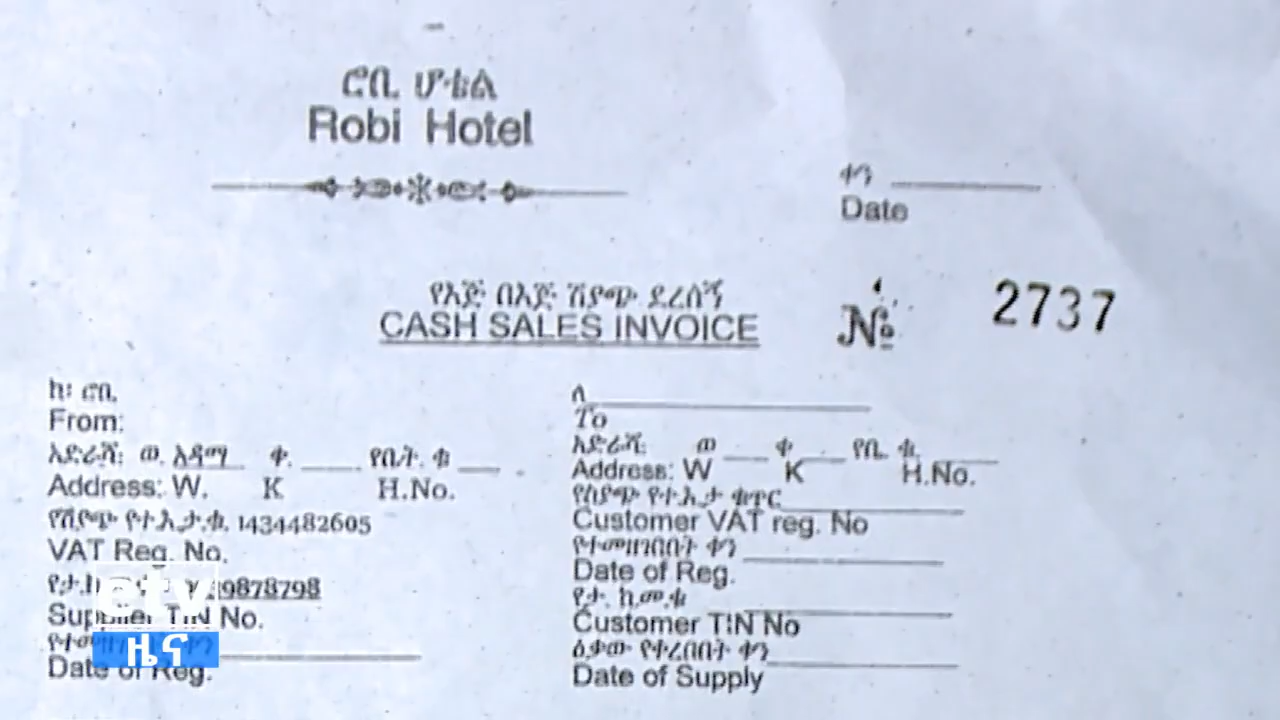 ሮቢ ሆቴል
Robi Hotel
ቀን
Date
የእጅ በእጅ ሽያጭ ደረሰኝ
CASH SALES INVOICE
№ 2737
ከ፡ ሮቢ
From:
አድራሻ፡ ወ. አዳማ ቀ. የቤት. ቁ
Address: W. K H.No.
የሽያጭ የተ.እ.ታ.ቁ. 1434482605
VAT Reg. No.
9878798
Supplier TIN No.
Date of Reg.
ለ
To
አድራሻ ወ ቀ የቤ. ቁ.
Address: W K H.No.
የተ.እ.ታ ቁጥር
Customer VAT reg. No
የተመዘገበበት ቀን
Date of Reg.
የታ. ከ.መ.ቁ
Customer TIN No
ዕቃው የቀረበበት ቀን
Date of Supply
etv
ዜና